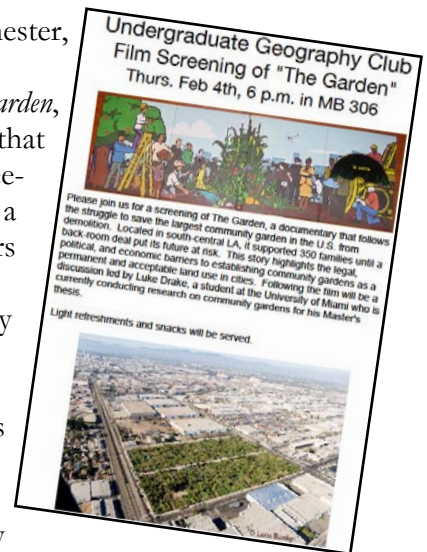 nester,
arden,
that
ee-
a
rs
y
s
y
Undergraduate Geography Club
Film Screening of "The Garden"
Thurs. Feb 4th, 6 p.m. in MB 306
Please join us for a screening of The Garden, a documentary that follows
the struggle to save the largest community garden in the U.S. from
demolition. Located in south-central LA, it supported 350 families until a
back-room deal put its future at risk. This story highlights the legal,
political, and economic barriers to establishing community gardens as a
permanent and acceptable land use in cities. Following the film will be a
discussion led by Luke Drake, a student at the University of Miami who is
currently conducting research on community gardens for his Master's
thesis.
Light refreshments and snacks will be served.